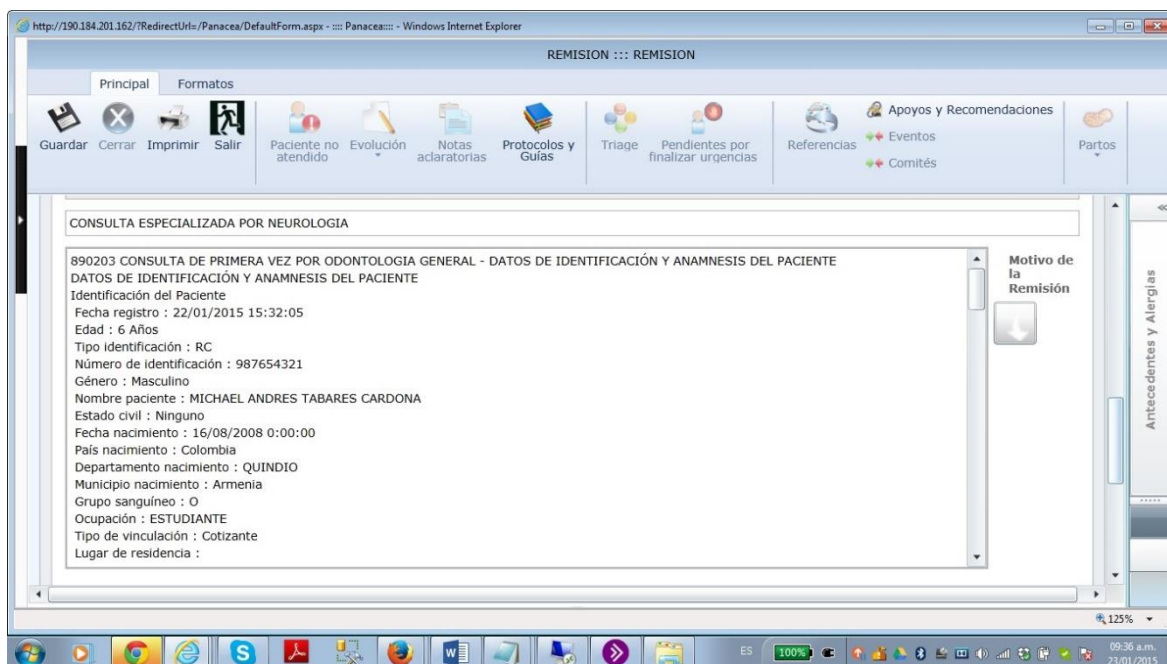 http://190.184.201.162/?RedirectUrl=/Panacea/DefaultForm.aspx - :::: Panacea:::: - Windows Internet Explorer
REMISION ::: REMISION
Principal Formatos
Guardar Cerrar Imprimir Salir Paciente no atendido Evolución Notas aclaratorias Protocolos y Guías Triage Pendientes por finalizar urgencias Referencias
Apoyos y Recomendaciones
Eventos
Comités
Partos
CONSULTA ESPECIALIZADA POR NEUROLOGIA
890203 CONSULTA DE PRIMERA VEZ POR ODONTOLOGIA GENERAL - DATOS DE IDENTIFICACIÓN Y ANAMNESIS DEL PACIENTE
DATOS DE IDENTIFICACIÓN Y ANAMNESIS DEL PACIENTE
Identificación del Paciente
Fecha registro : 22/01/2015 15:32:05
Edad : 6 Años
Tipo identificación : RC
Número de identificación : 987654321
Género : Masculino
Nombre paciente : MICHAEL ANDRES TABARES CARDONA
Estado civil : Ninguno
Fecha nacimiento : 16/08/2008 0:00:00
País nacimiento : Colombia
Departamento nacimiento : QUINDIO
Municipio nacimiento : Armenia
Grupo sanguíneo : O
Ocupación : ESTUDIANTE
Tipo de vinculación : Cotizante
Lugar de residencia :
Motivo de
la
Remisión
Antecedentes y Alergias
125%
ES
100%
09:36 a.m.
23/01/2015